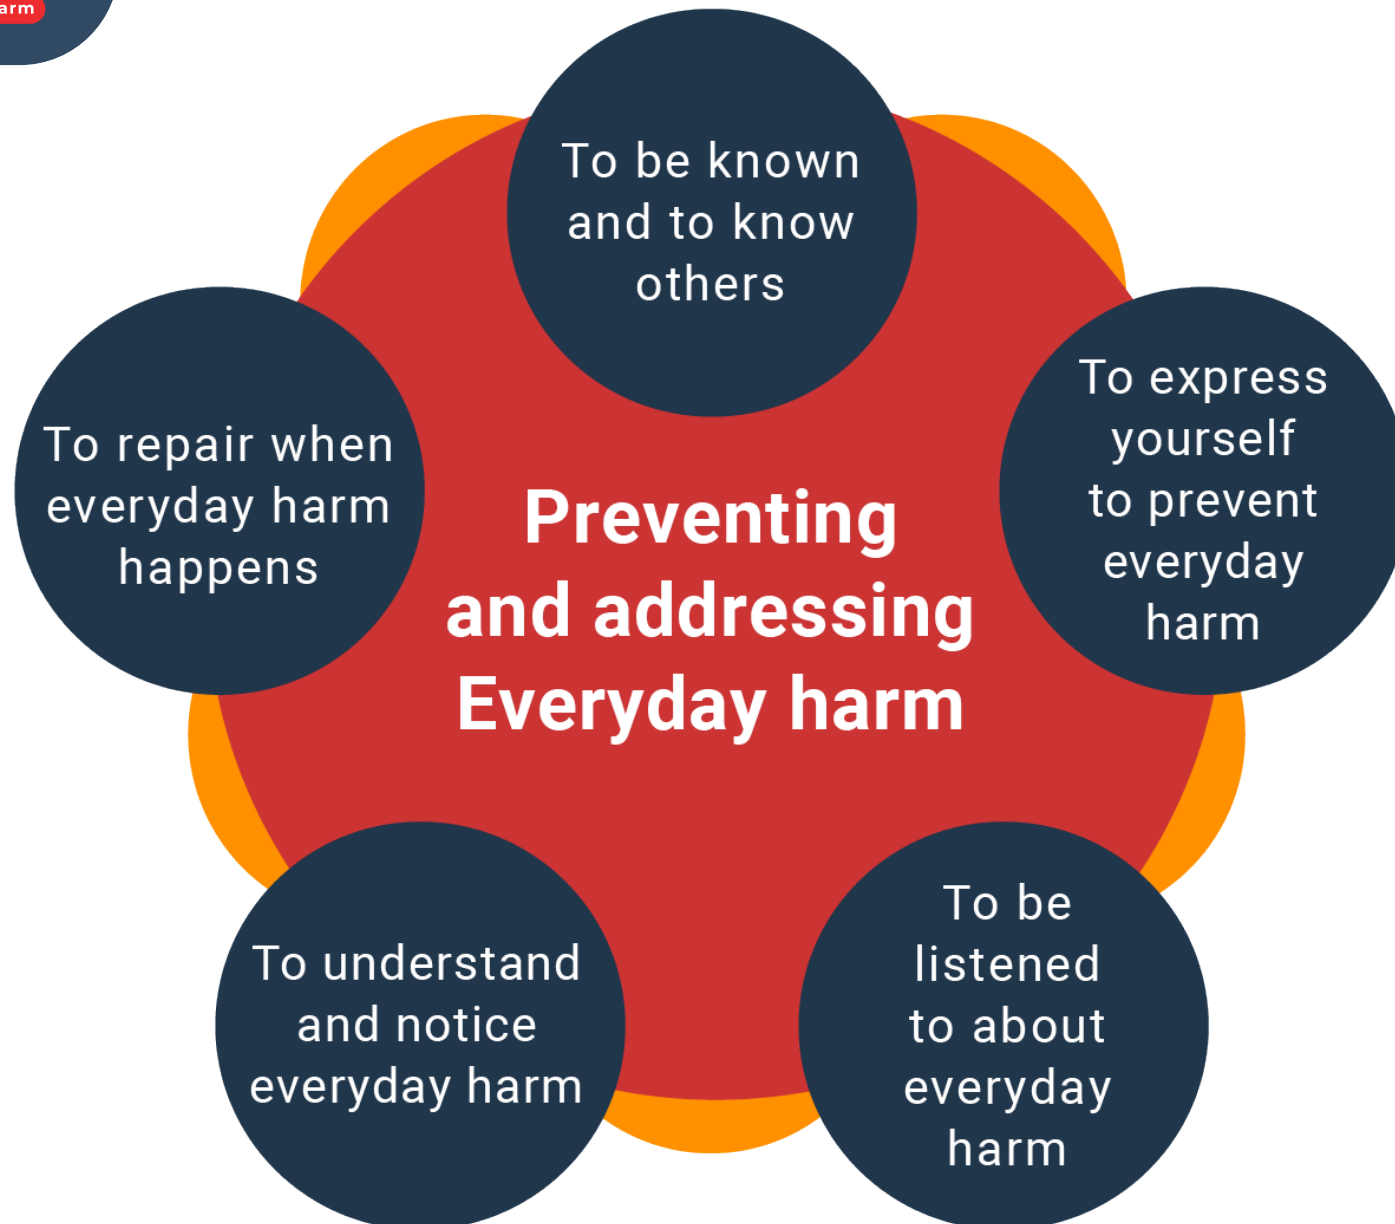 arm
To be known
and to know
others
To express
yourself
to prevent
everyday
harm
To be
listened
to about
everyday
harm
To understand
and notice
everyday harm
To repair when
everyday harm
happens
Preventing
and addressing
Everyday harm